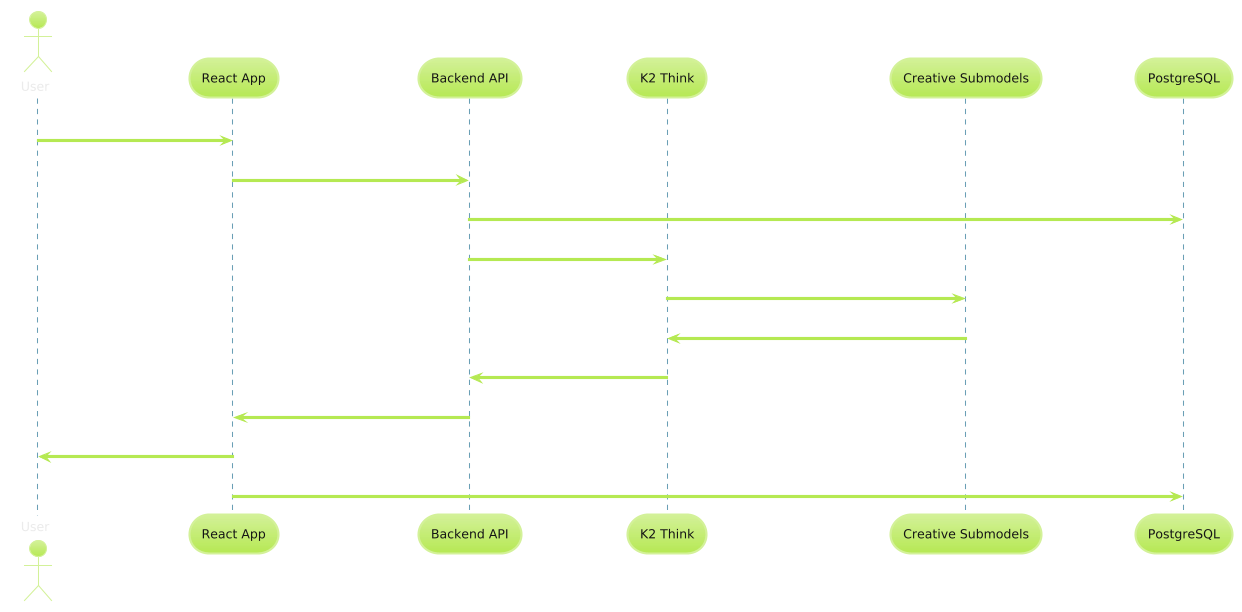 User
React App
Backend API
K2 Think
Creative Submodels
PostgreSQL
User
React App
Backend API
K2 Think
Creative Submodels
PostgreSQL